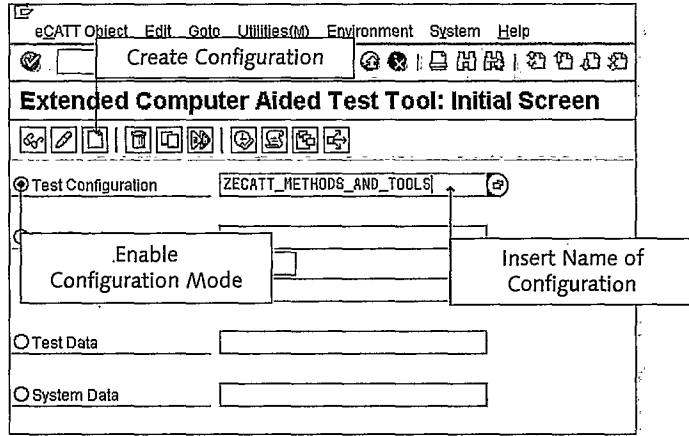 eCATT Object Edit Goto Utilities(M) Environment System Help
Create Configuration
Extended Computer Aided Test Tool: Initial Screen
Test Configuration ZECATT_METHODS_AND_TOOLS
Enable
Configuration Mode
Insert Name of
Configuration
Test Data
System Data